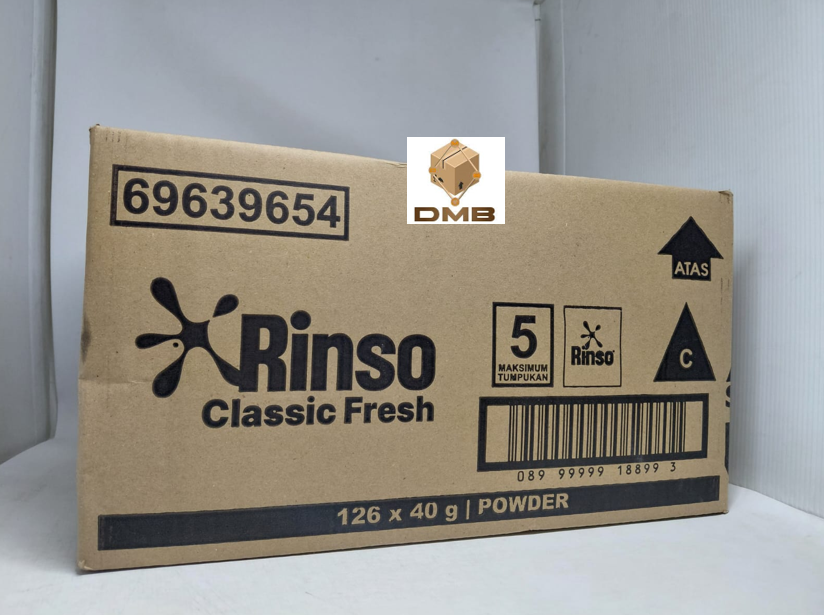 DMB
69639654
ATAS
Rinso
Classic Fresh
5
MAKSIMUM
TUMPUKAN
Rinso
C
089 99999 18899 3
126 x 40 g | POWDER